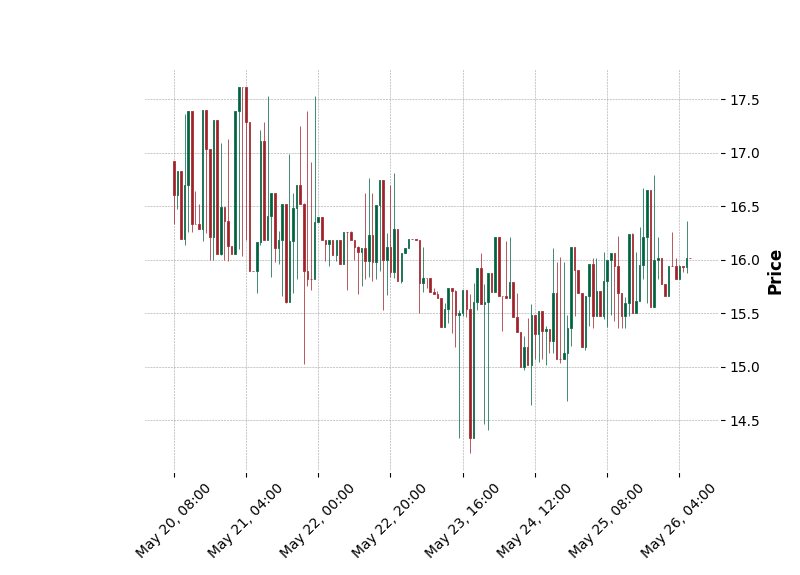 17.5
17.0
16.5
16.0
15.5
15.0
14.5
Price
May 20, 08:00
May 21, 04:00
May 22, 00:00
May 22, 20:00
May 23, 16:00
May 24, 12:00
May 25, 08:00
May 26, 04:00